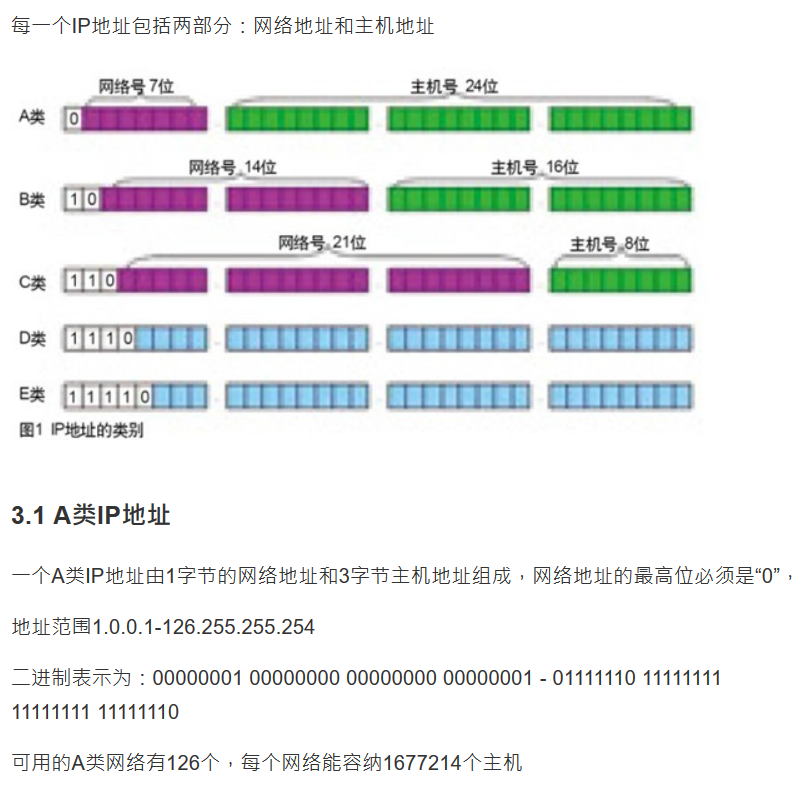 每一个IP地址包括两部分：网络地址和主机地址
网络号 7位 主机号 24位
A类 0
网络号 14位 主机号 16位
B类 1 0
网络号 21位 主机号 8位
C类 1 1 0
D类 1 1 1 0
E类 1 1 1 1 0
图1 IP地址的类别
3.1 A类IP地址
一个A类IP地址由1字节的网络地址和3字节主机地址组成，网络地址的最高位必须是“0”，
地址范围1.0.0.1-126.255.255.254
二进制表示为：00000001 00000000 00000000 00000001 - 01111110 11111111
11111111 11111110
可用的A类网络有126个，每个网络能容纳1677214个主机